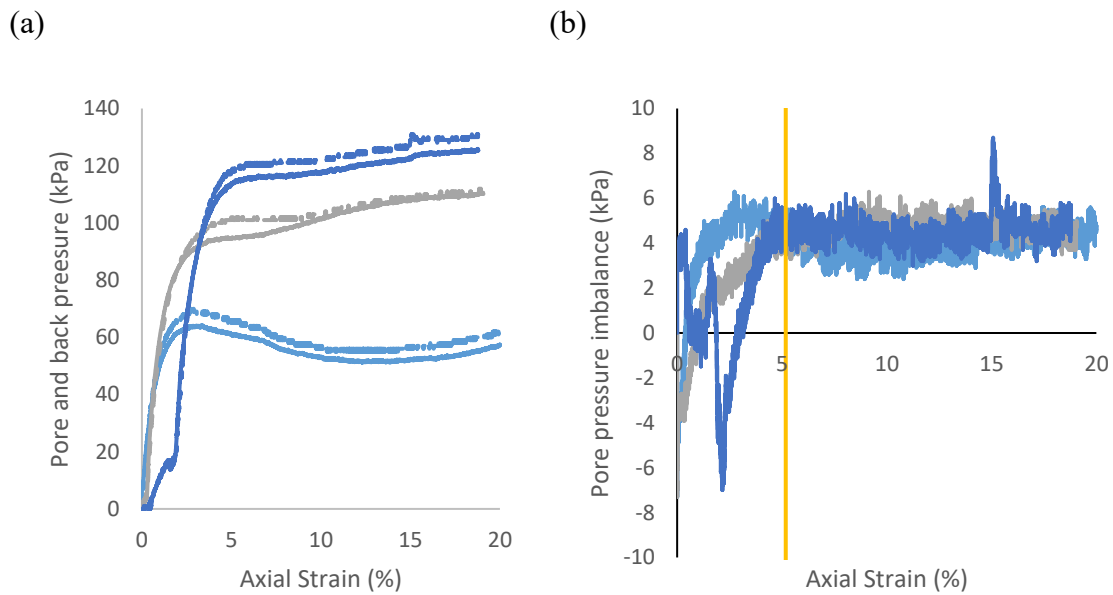 (a)
(b)
Pore and back preesure (kPa)
140
120
100
80
60
40
20
0
0 5 10 15 20
Axial Strain (%)
Pore pressure imbalance (kPa)
10
8
6
4
2
0
-2
-4
-6
-8
-10
0 5 10 15 20
Axial Strain (%)